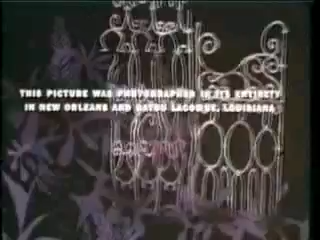 THIS PICTURE WAS PHOTOGRAPHED IN ITS ENTIRETY
IN NEW ORLEANS AND BAYOU LACOMBE, LOUISIANA